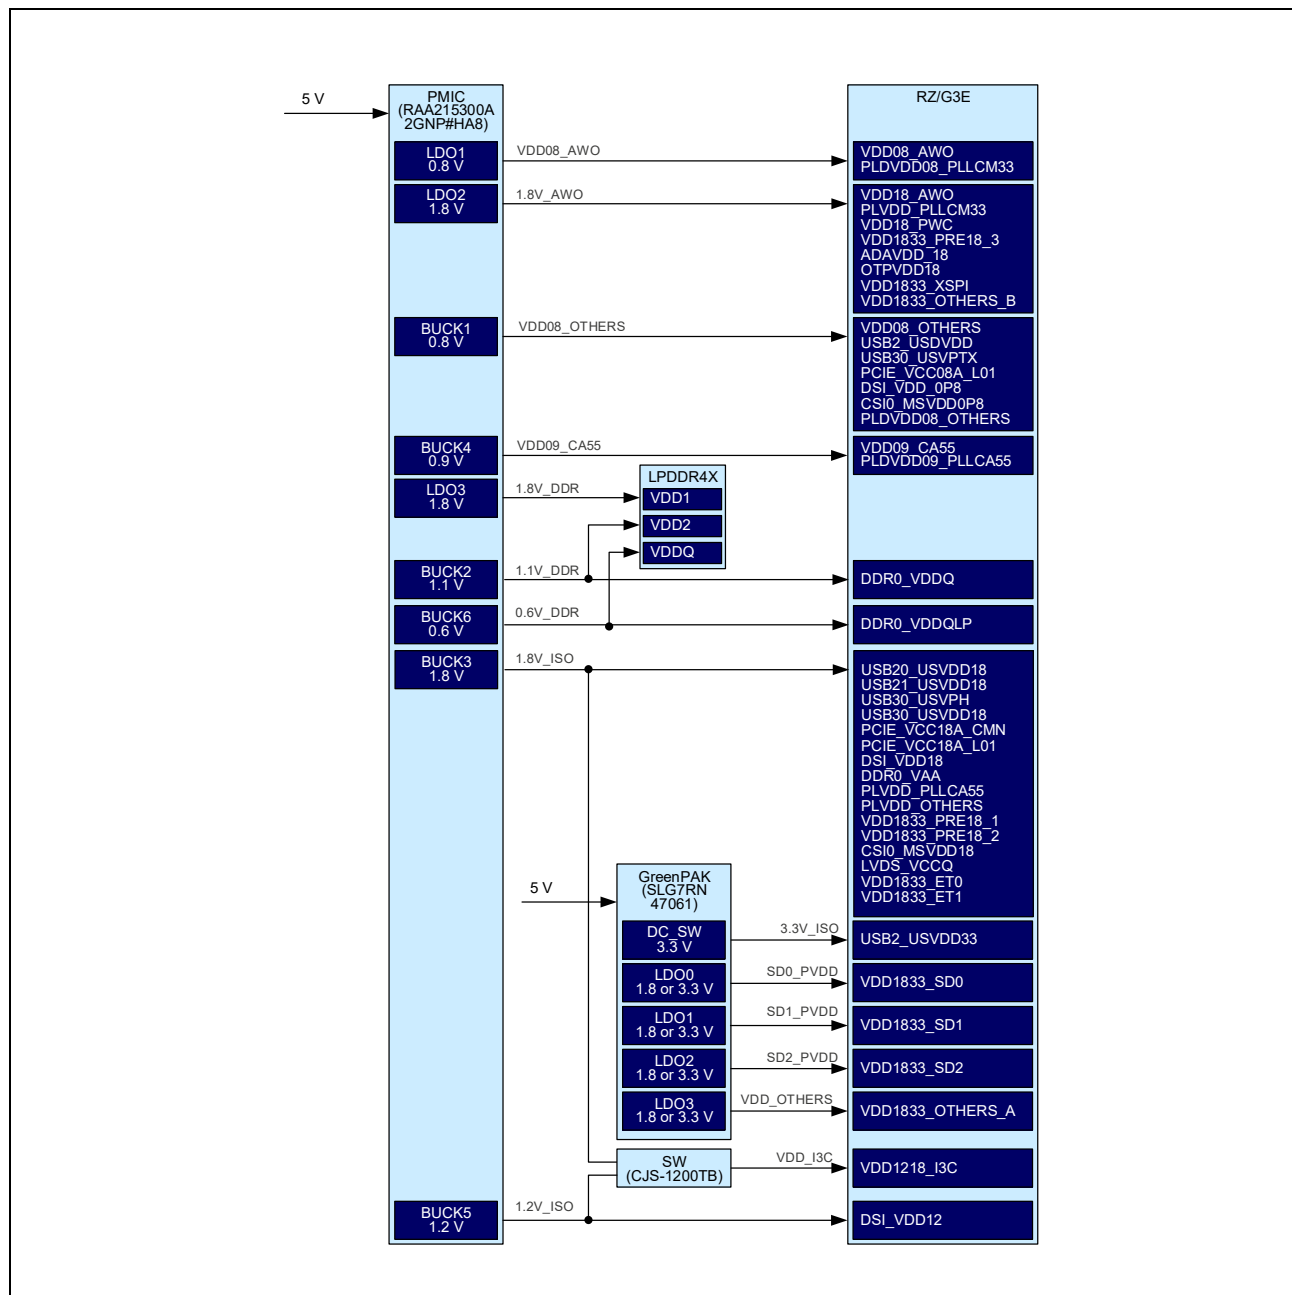 5 V
PMIC
(RAA215300A
2GNP#HA8)
LDO1
0.8 V
VDD08_AWO
LDO2
1.8 V
1.8V_AWO
BUCK1
0.8 V
VDD08_OTHERS
BUCK4
0.9 V
VDD09_CA55
LDO3
1.8 V
1.8V_DDR
BUCK2
1.1 V
1.1V_DDR
BUCK6
0.6 V
0.6V_DDR
BUCK3
1.8 V
1.8V_ISO
BUCK5
1.2 V
1.2V_ISO
LPDDR4X
VDD1
VDD2
VDDQ
5 V
GreenPAK
(SLG7RN
47061)
DC_SW
3.3 V
3.3V_ISO
LDO0
1.8 or 3.3 V
SD0_PVDD
LDO1
1.8 or 3.3 V
SD1_PVDD
LDO2
1.8 or 3.3 V
SD2_PVDD
LDO3
1.8 or 3.3 V
VDD_OTHERS
SW
(CJS-1200TB)
VDD_I3C
RZ/G3E
VDD08_AWO
PLDVDD08_PLLCM33
VDD18_AWO
PLVDD_PLLCM33
VDD18_PWC
VDD1833_PRE18_3
ADAVDD_18
OTPVDD18
VDD1833_XSPI
VDD1833_OTHERS_B
VDD08_OTHERS
USB2_USDVDD
USB30_USVPTX
PCIE_VCC08A_L01
DSI_VDD_0P8
CSI0_MSVDD0P8
PLDVDD08_OTHERS
VDD09_CA55
PLDVDD09_PLLCA55
DDR0_VDDQ
DDR0_VDDQLP
USB20_USVDD18
USB21_USVDD18
USB30_USVPH
USB30_USVDD18
PCIE_VCC18A_CMN
PCIE_VCC18A_L01
DSI_VDD18
DDR0_VAA
PLVDD_PLLCA55
PLVDD_OTHERS
VDD1833_PRE18_1
VDD1833_PRE18_2
CSI0_MSVDD18
LVDS_VCCQ
VDD1833_ET0
VDD1833_ET1
USB2_USVDD33
VDD1833_SD0
VDD1833_SD1
VDD1833_SD2
VDD1833_OTHERS_A
VDD1218_I3C
DSI_VDD12